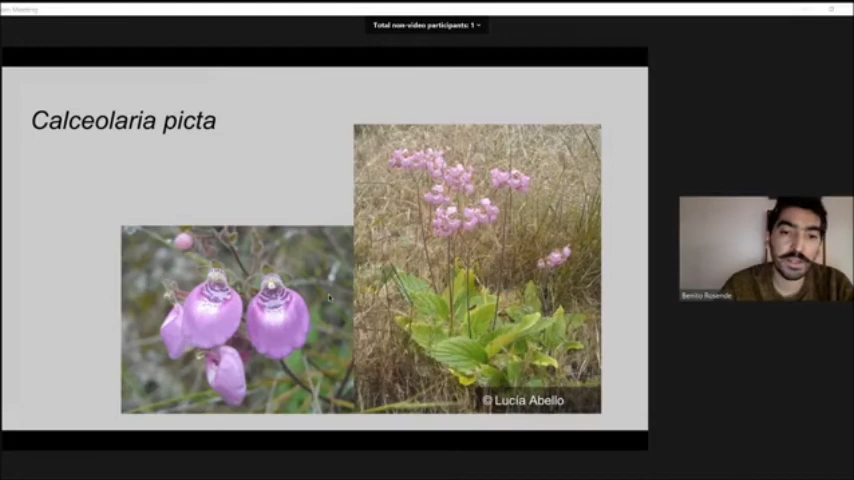 Total non-video participants: 1
Calceolaria picta
Benito Rosende
© Lucía Abello